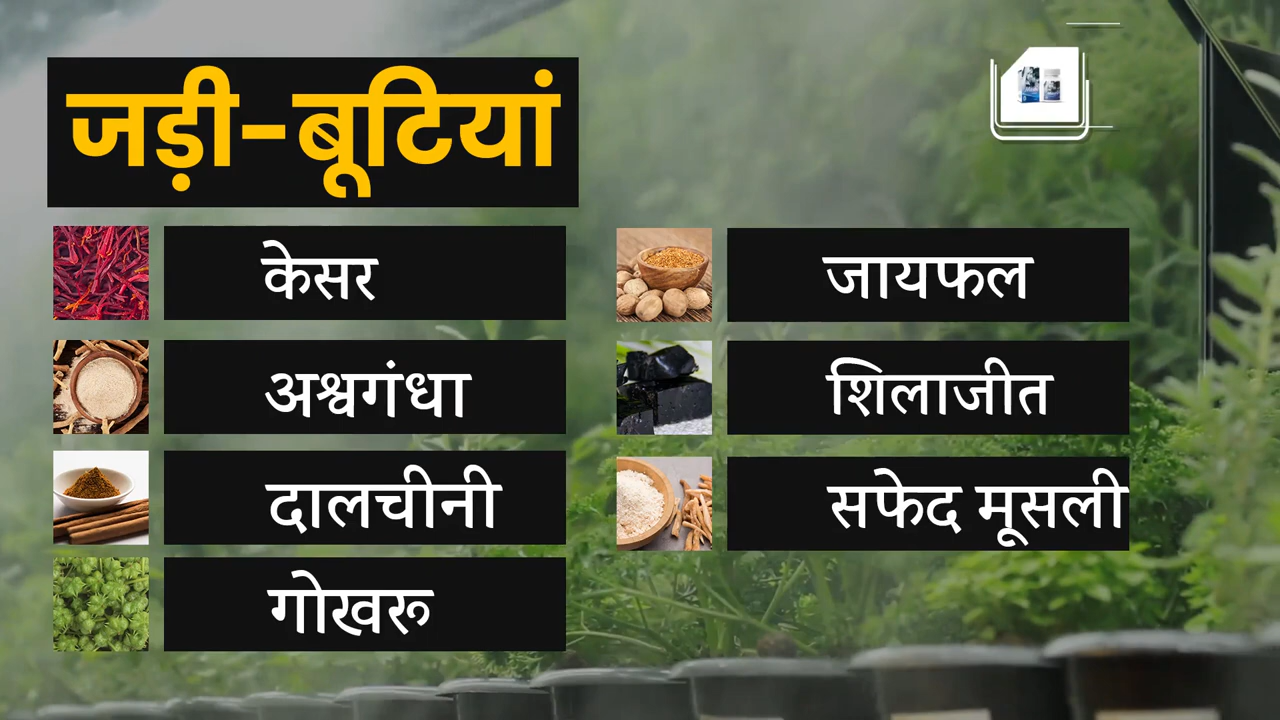 जड़ी-बूटियां
केसर
अश्वगंधा
दालचीनी
गोखरू
जायफल
शिलाजीत
सफेद मूसली